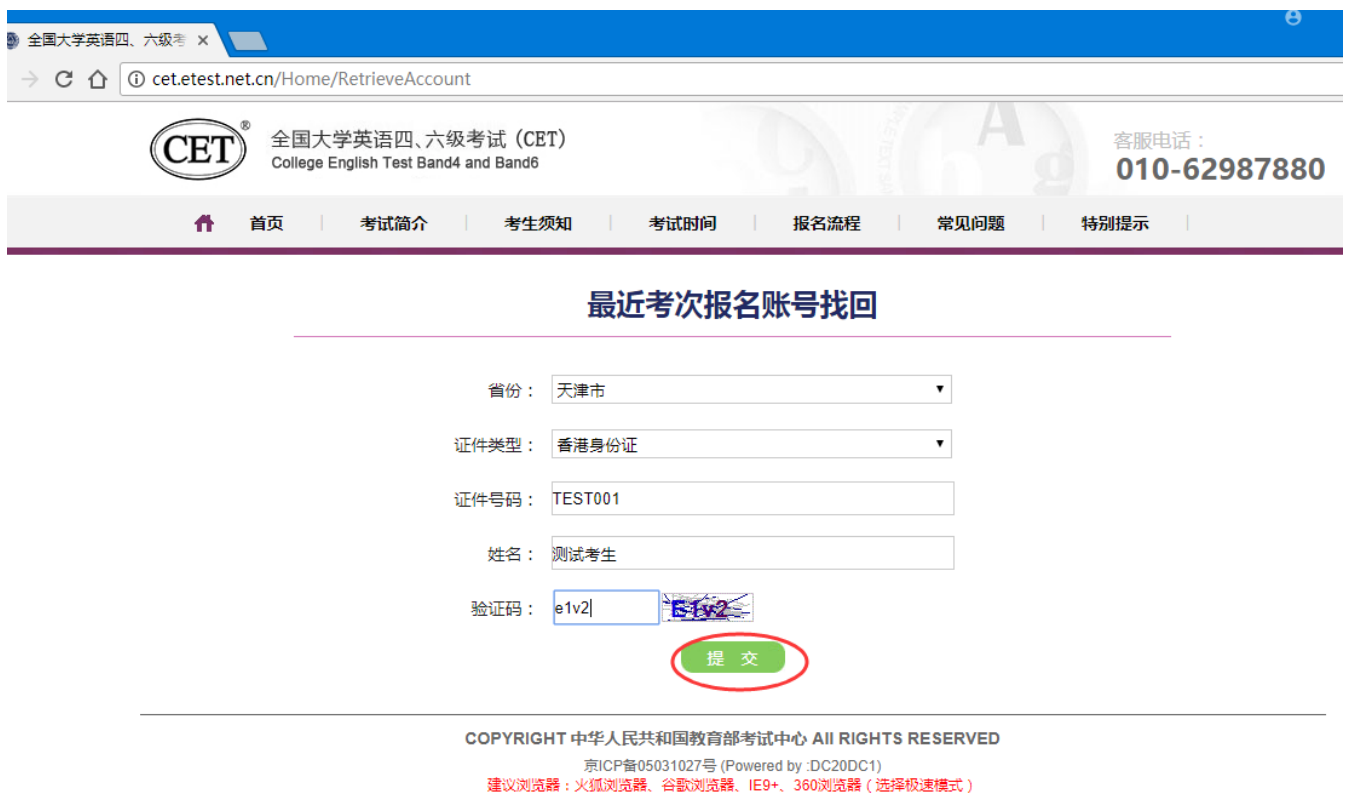 全国大学英语四、六级考
cet.etest.net.cn/Home/RetrieveAccount
CET®
全国大学英语四、六级考试（CET）
College English Test Band4 and Band6
客服电话：
010-62987880
首页 考试简介 考生须知 考试时间 报名流程 常见问题 特别提示
最近考次报名账号找回
省份： 天津市
证件类型： 香港身份证
证件号码： TEST001
姓名： 测试考生
验证码： e1v2 E1v2
提 交
COPYRIGHT 中华人民共和国教育部考试中心 All RIGHTS RESERVED
京ICP备05031027号 (Powered by :DC20DC1)
建议浏览器：火狐浏览器、谷歌浏览器、IE9+、360浏览器（选择极速模式）